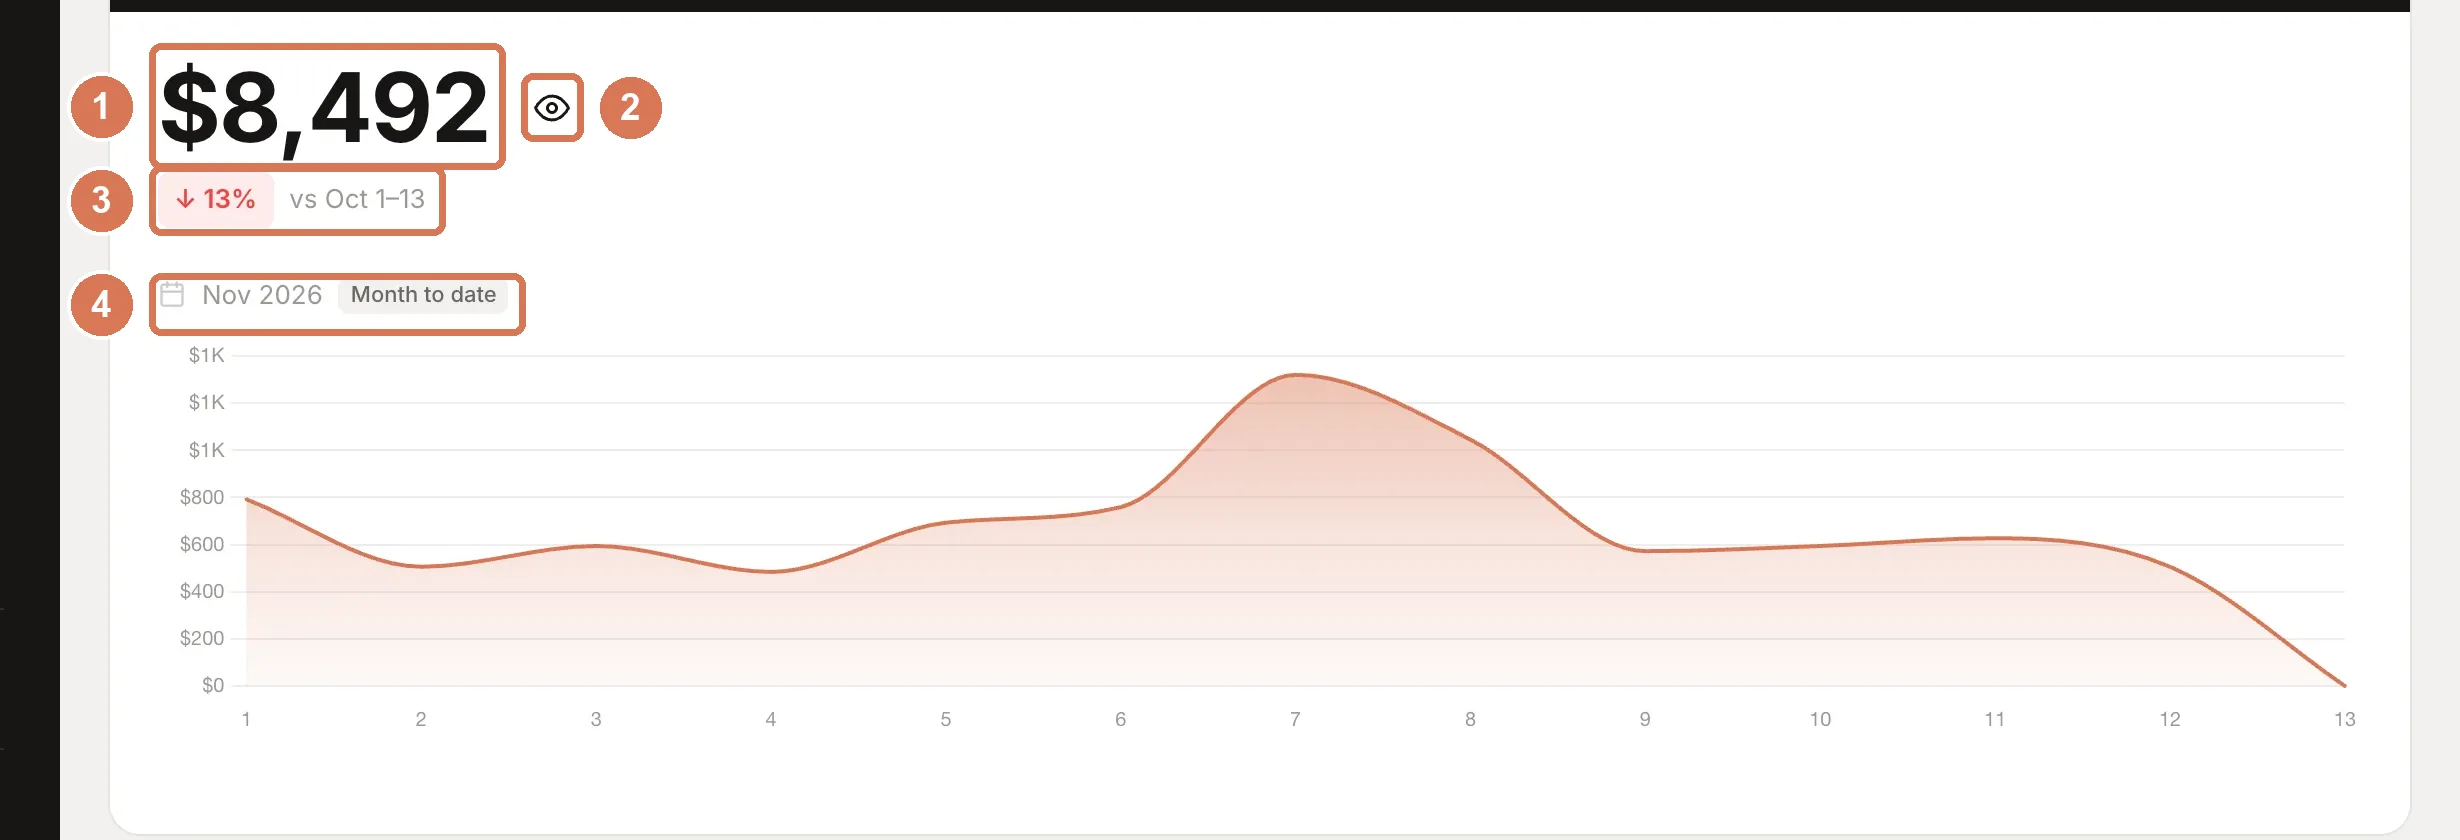 1 $8,492 2
3 ↓ 13% vs Oct 1–13
4 Nov 2026 Month to date
$1K
$1K
$1K
$800
$600
$400
$200
$0
1 2 3 4 5 6 7 8 9 10 11 12 13